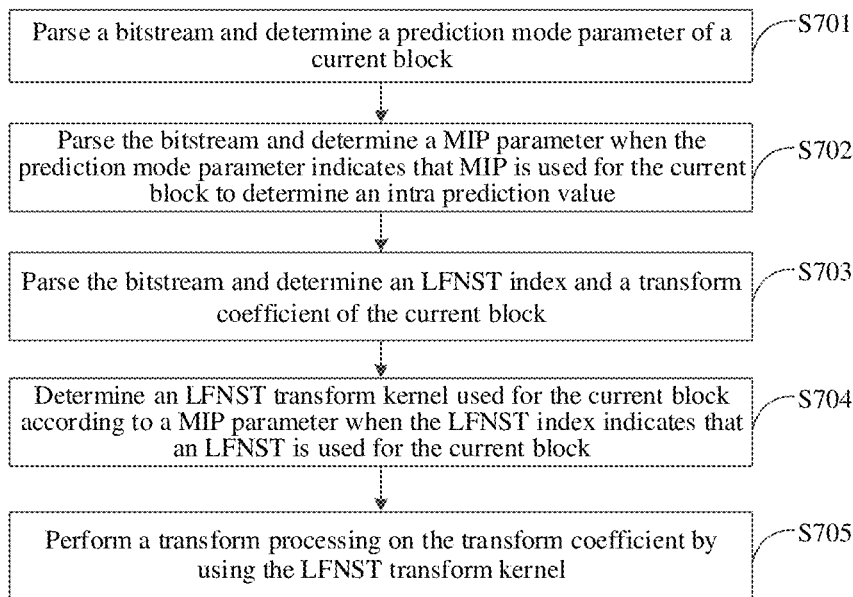 Parse a bitstream and determine a prediction mode parameter of a
current block
S701
Parse the bitstream and determine a MIP parameter when the
prediction mode parameter indicates that MIP is used for the current
block to determine an intra prediction value
S702
Parse the bitstream and determine an LFNST index and a transform
coefficient of the current block
S703
Determine an LFNST transform kernel used for the current block
according to a MIP parameter when the LFNST index indicates that
an LFNST is used for the current block
S704
Perform a transform processing on the transform coefficient by
using the LFNST transform kernel
S705